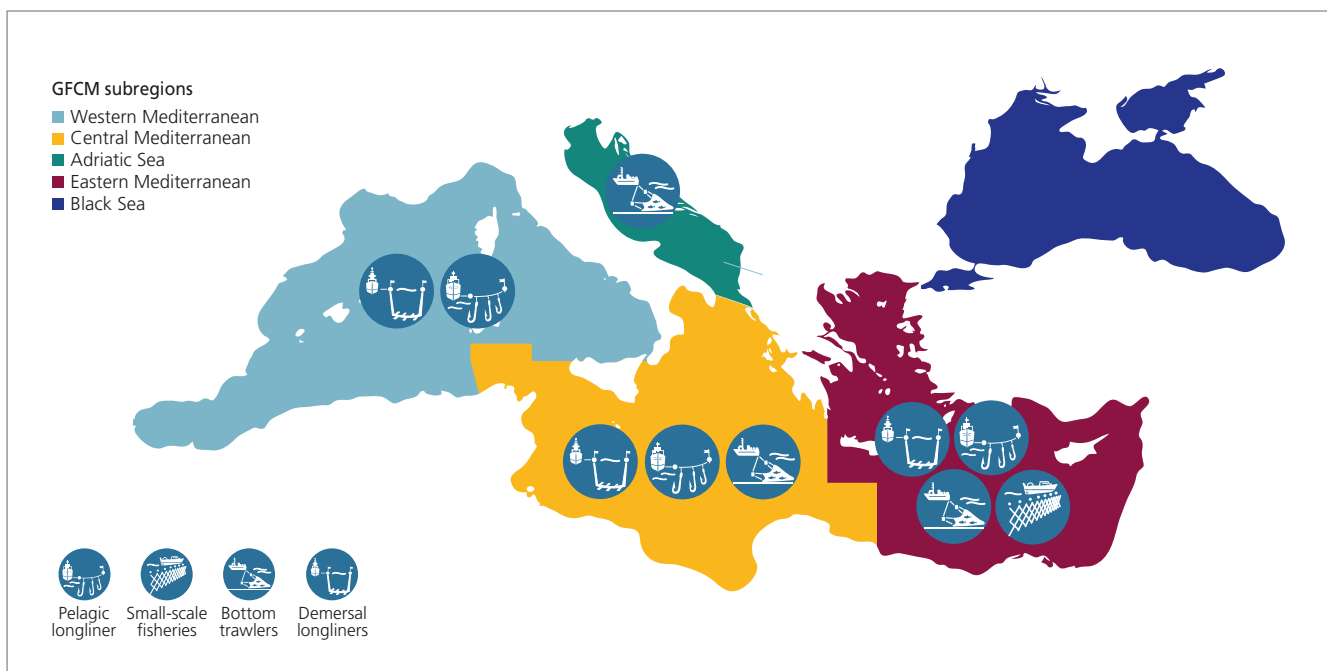 GFCM subregions
Western Mediterranean
Central Mediterranean
Adriatic Sea
Eastern Mediterranean
Black Sea
Pelagic
longliner
Small-scale
fisheries
Bottom
trawlers
Demersal
longliners